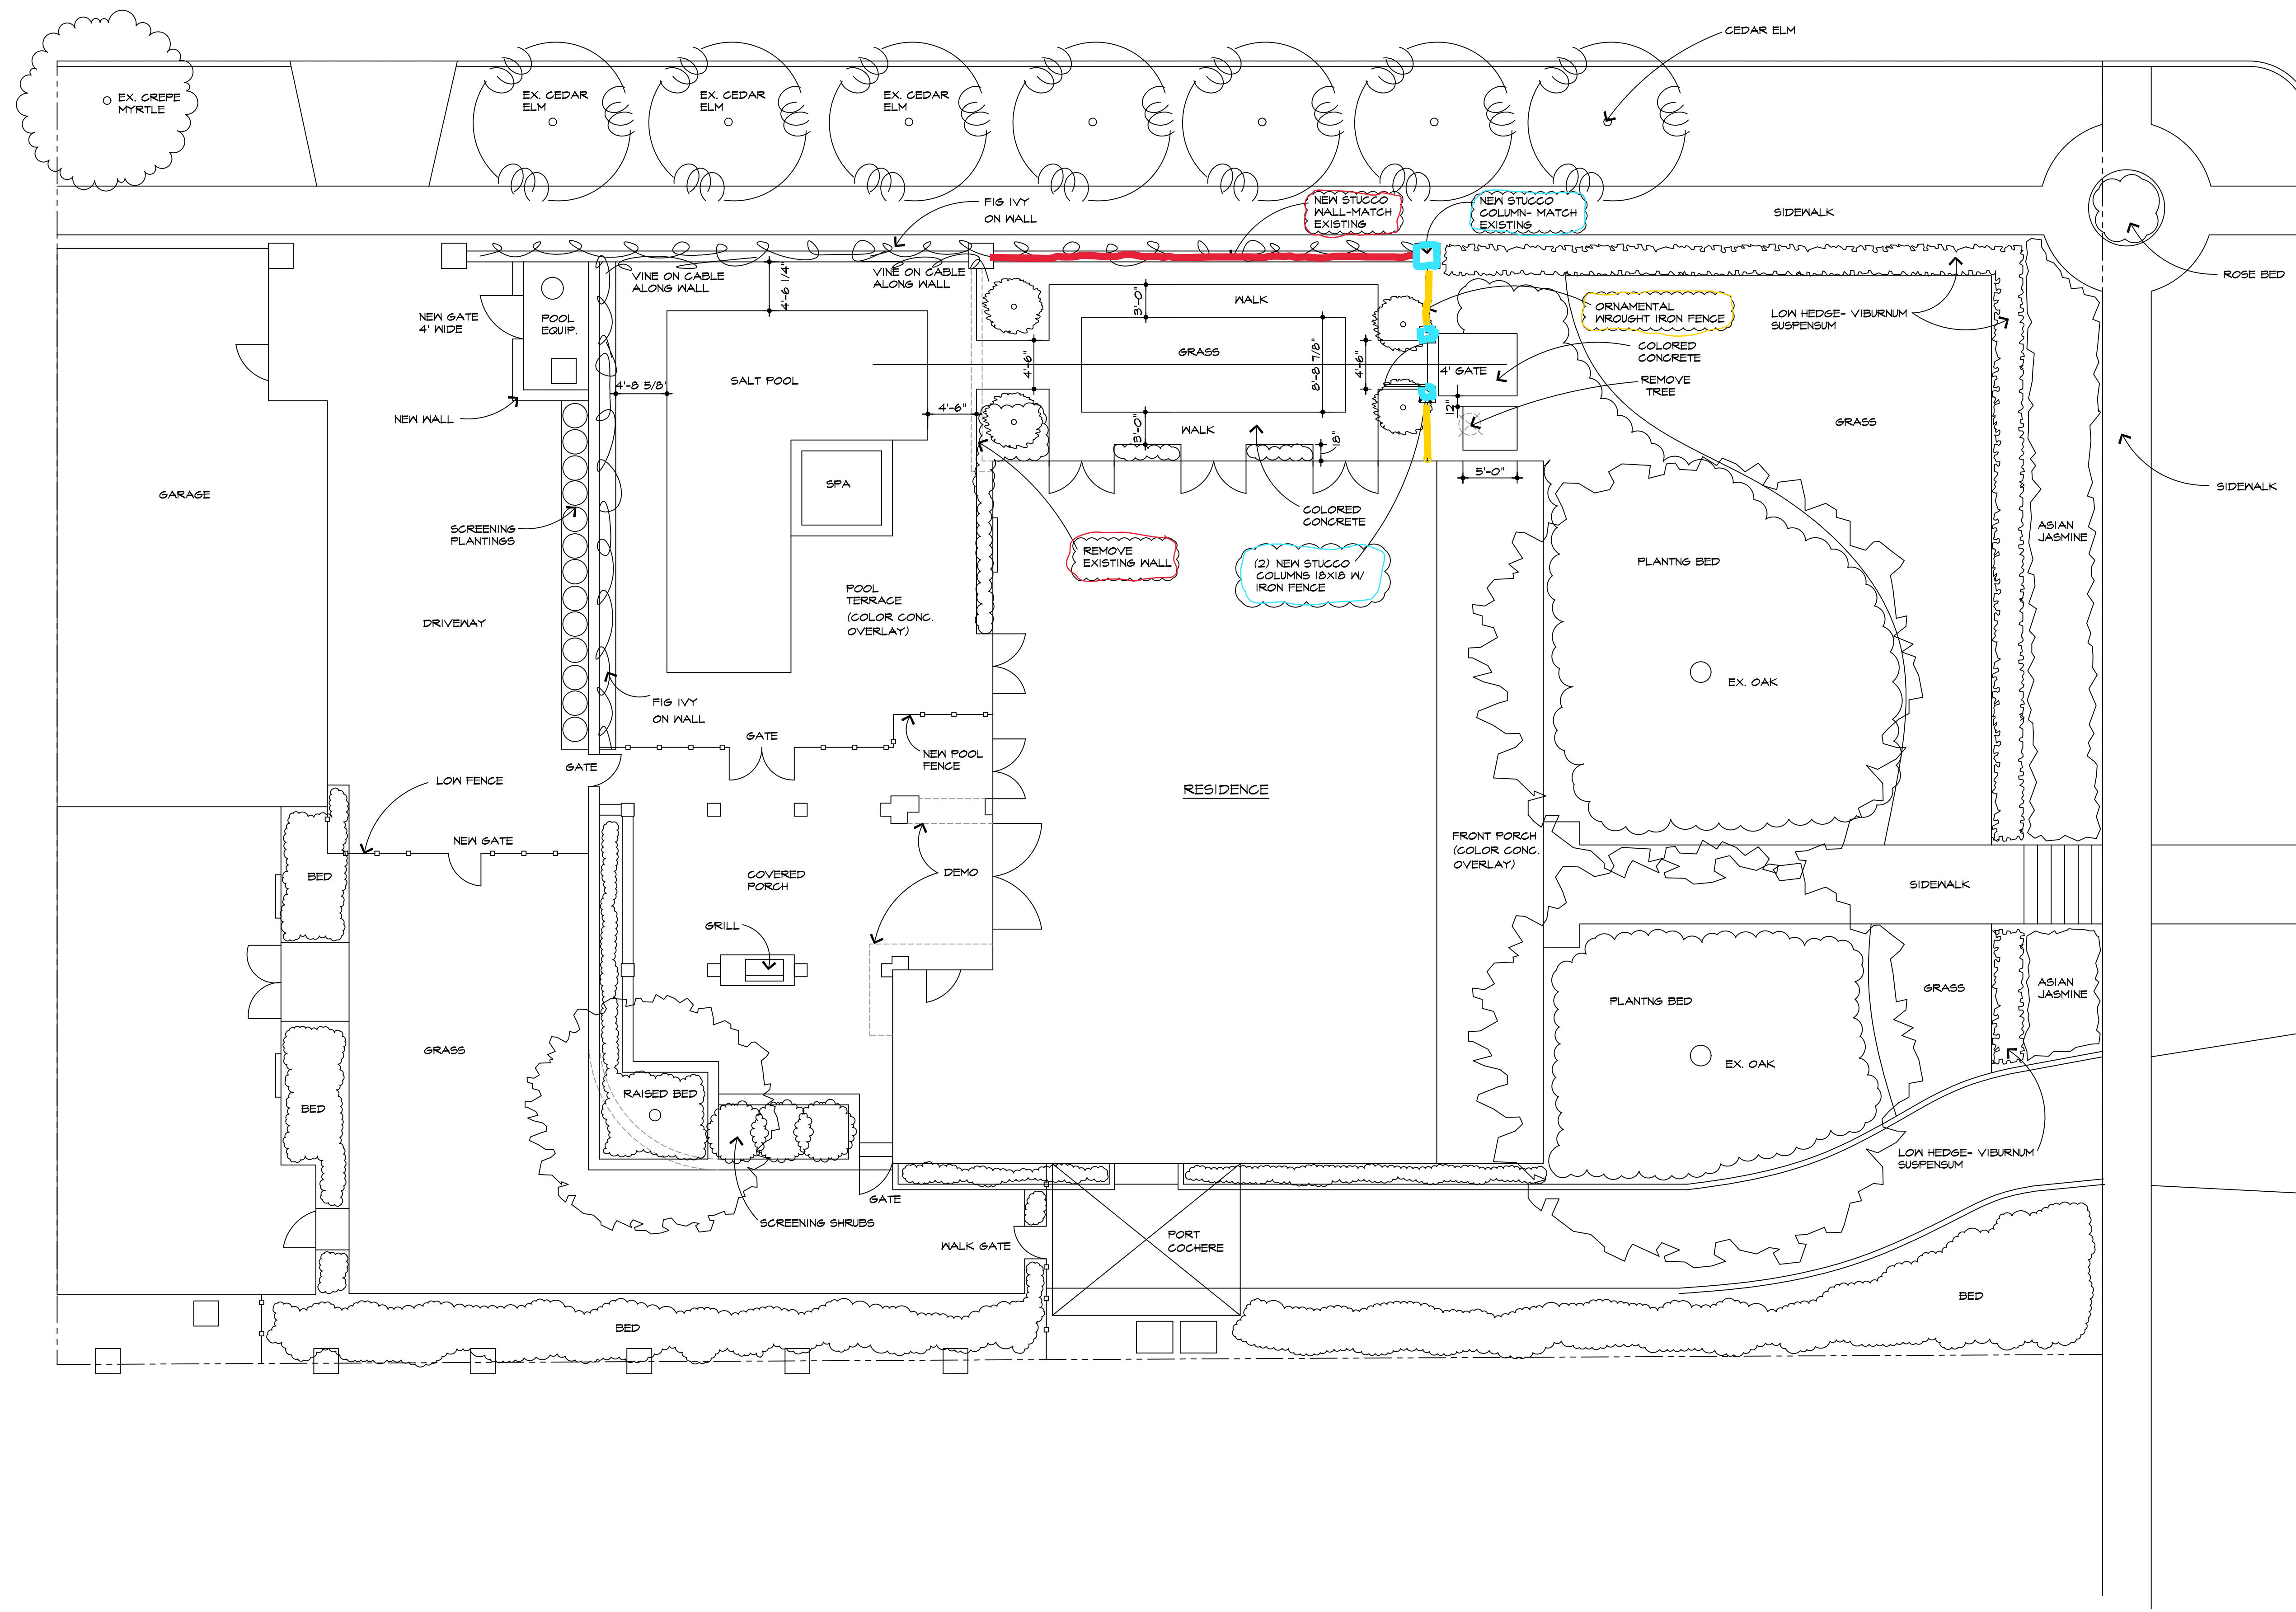 CEDAR ELM
EX. CREPE
MYRTLE
EX. CEDAR
ELM
EX. CEDAR
ELM
EX. CEDAR
ELM
FIG IVY
ON WALL
NEW STUCCO
WALL-MATCH
EXISTING
NEW STUCCO
COLUMN- MATCH
EXISTING
SIDEWALK
ROSE BED
VINE ON CABLE
ALONG WALL
4'-6 1/4"
VINE ON CABLE
ALONG WALL
NEW GATE
4' WIDE
POOL
EQUIP.
3'-0"
WALK
ORNAMENTAL
WROUGHT IRON FENCE
LOW HEDGE- VIBURNUM
SUSPENSUM
COLORED
CONCRETE
GRASS
4'-6"
8'-8 7/8"
4'-6"
4' GATE
REMOVE
TREE
SALT POOL
4'-8 5/8"
4'-6"
12"
NEW WALL
3'-0"
WALK
18"
GRASS
5'-0"
SPA
GARAGE
SIDEWALK
SCREENING
PLANTINGS
COLORED
CONCRETE
ASIAN
JASMINE
REMOVE
EXISTING WALL
(2) NEW STUCCO
COLUMNS 18X18 W/
IRON FENCE
PLANTNG BED
POOL
TERRACE
(COLOR CONC.
OVERLAY)
DRIVEWAY
EX. OAK
FIG IVY
ON WALL
GATE
NEW POOL
FENCE
GATE
LOW FENCE
RESIDENCE
NEW GATE
FRONT PORCH
(COLOR CONC.
OVERLAY)
BED
COVERED
PORCH
DEMO
SIDEWALK
GRILL
GRASS
ASIAN
JASMINE
PLANTNG BED
GRASS
EX. OAK
RAISED BED
BED
LOW HEDGE- VIBURNUM
SUSPENSUM
GATE
SCREENING SHRUBS
WALK GATE
PORT
COCHERE
BED
BED